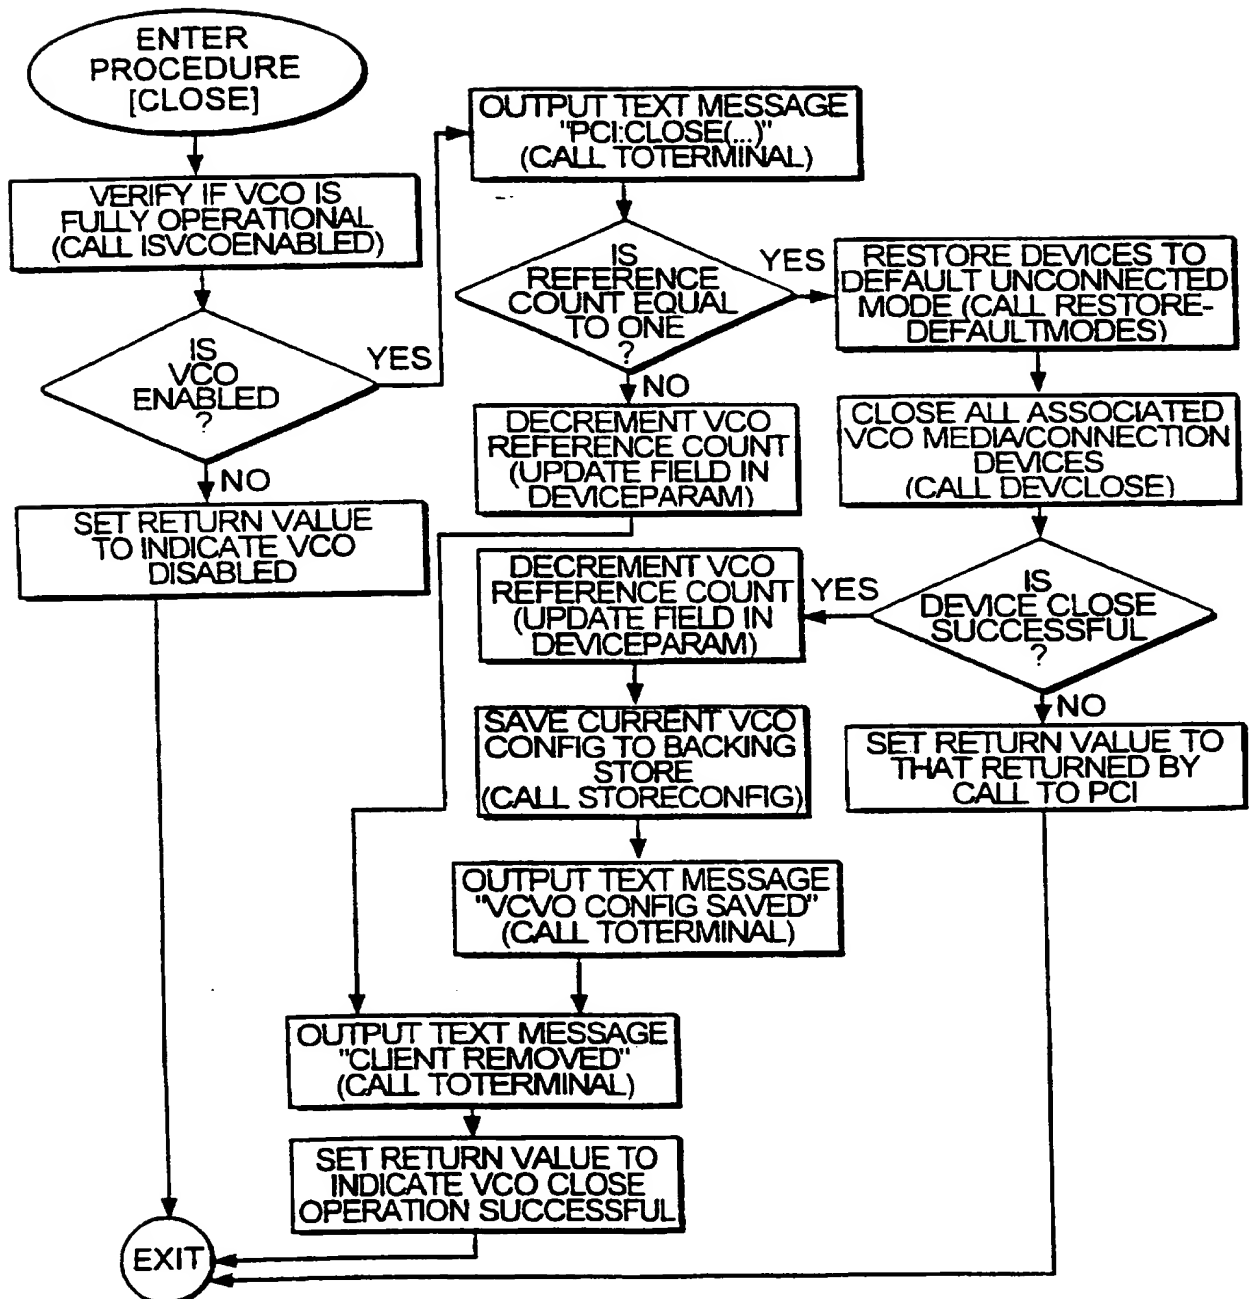 ENTER
PROCEDURE
[CLOSE]
VERIFY IF VCO IS
FULLY OPERATIONAL
(CALL ISVCOENABLED)
IS
VCO
ENABLED
?
YES
NO
SET RETURN VALUE
TO INDICATE VCO
DISABLED
OUTPUT TEXT MESSAGE
"PCI:CLOSE(...)"
(CALL TOTERMINAL)
IS
REFERENCE
COUNT EQUAL
TO ONE
?
YES
NO
DECREMENT VCO
REFERENCE COUNT
(UPDATE FIELD IN
DEVICEPARAM)
RESTORE DEVICES TO
DEFAULT UNCONNECTED
MODE (CALL RESTORE-
DEFAULTMODES)
CLOSE ALL ASSOCIATED
VCO MEDIA/CONNECTION
DEVICES
(CALL DEVCLOSE)
IS
DEVICE CLOSE
SUCCESSFUL
?
YES
NO
SET RETURN VALUE TO
THAT RETURNED BY
CALL TO PCI
DECREMENT VCO
REFERENCE COUNT
(UPDATE FIELD IN
DEVICEPARAM)
SAVE CURRENT VCO
CONFIG TO BACKING
STORE
(CALL STORECONFIG)
OUTPUT TEXT MESSAGE
"VCVO CONFIG SAVED"
(CALL TOTERMINAL)
OUTPUT TEXT MESSAGE
"CLIENT REMOVED"
(CALL TOTERMINAL)
SET RETURN VALUE TO
INDICATE VCO CLOSE
OPERATION SUCCESSFUL
EXIT